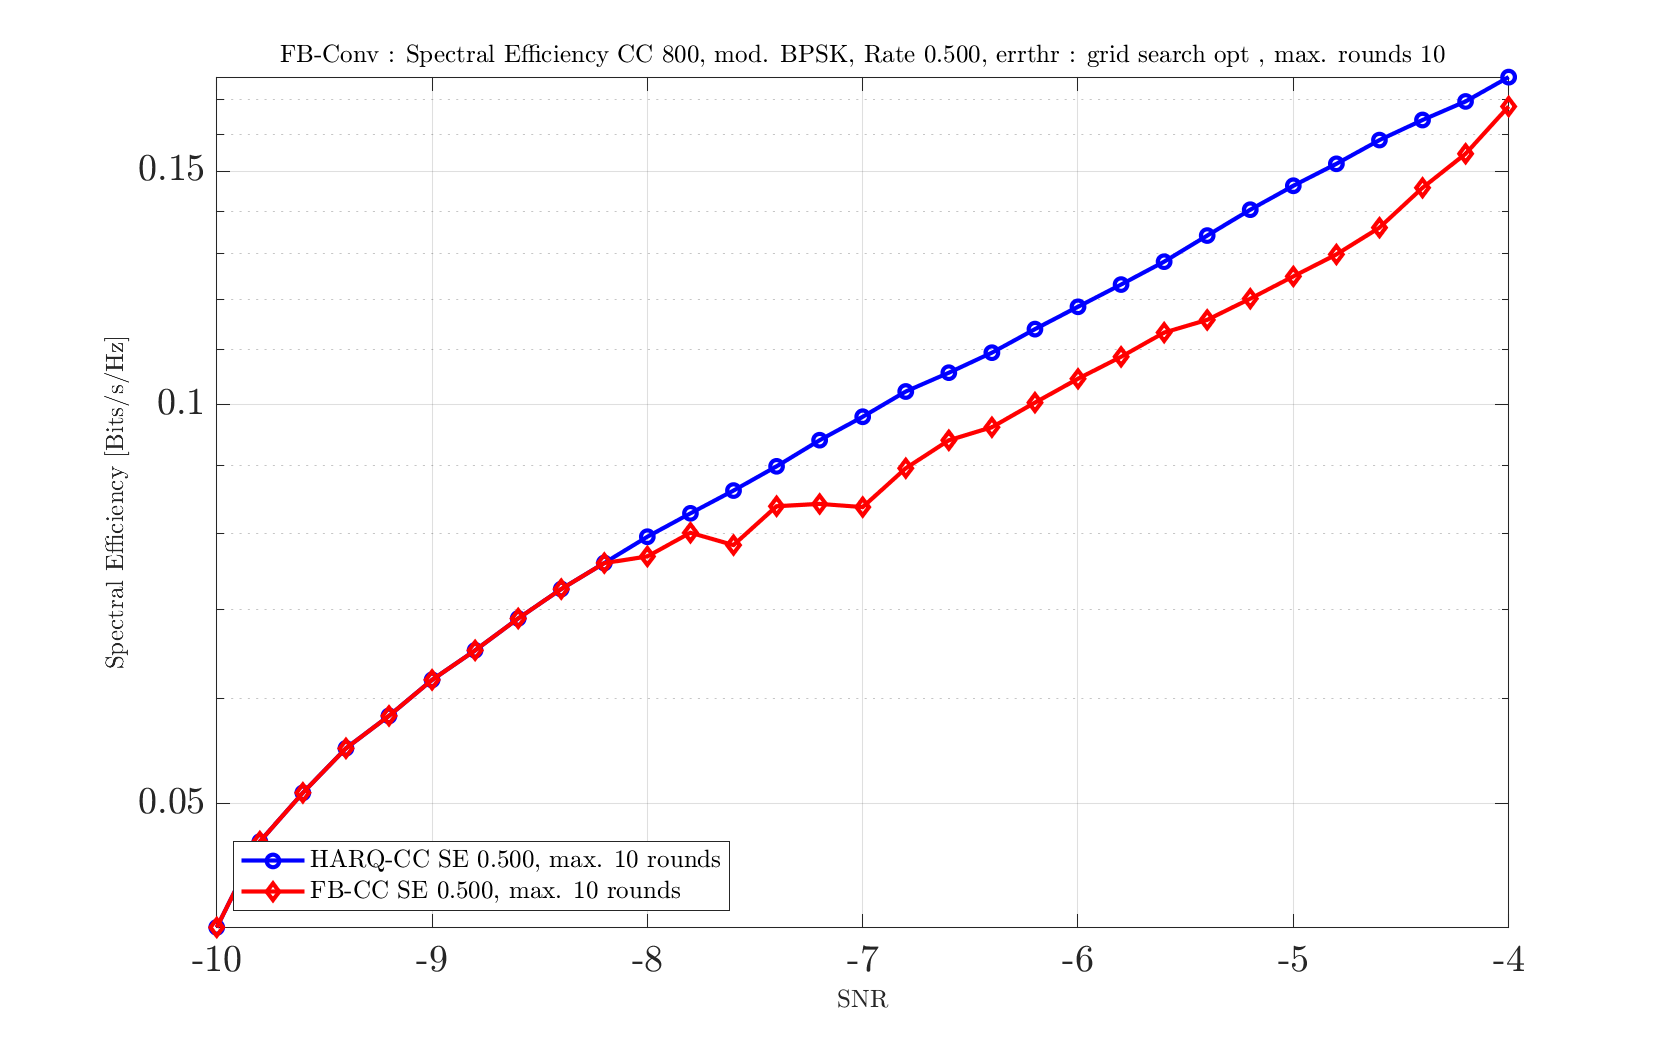 FB-Conv : Spectral Efficiency CC 800, mod. BPSK, Rate 0.500, errthr : grid search opt , max. rounds 10
0.15
0.1
0.05
Spectral Efficiency [Bits/s/Hz]
HARQ-CC SE 0.500, max. 10 rounds
FB-CC SE 0.500, max. 10 rounds
-10 -9 -8 -7 -6 -5 -4
SNR